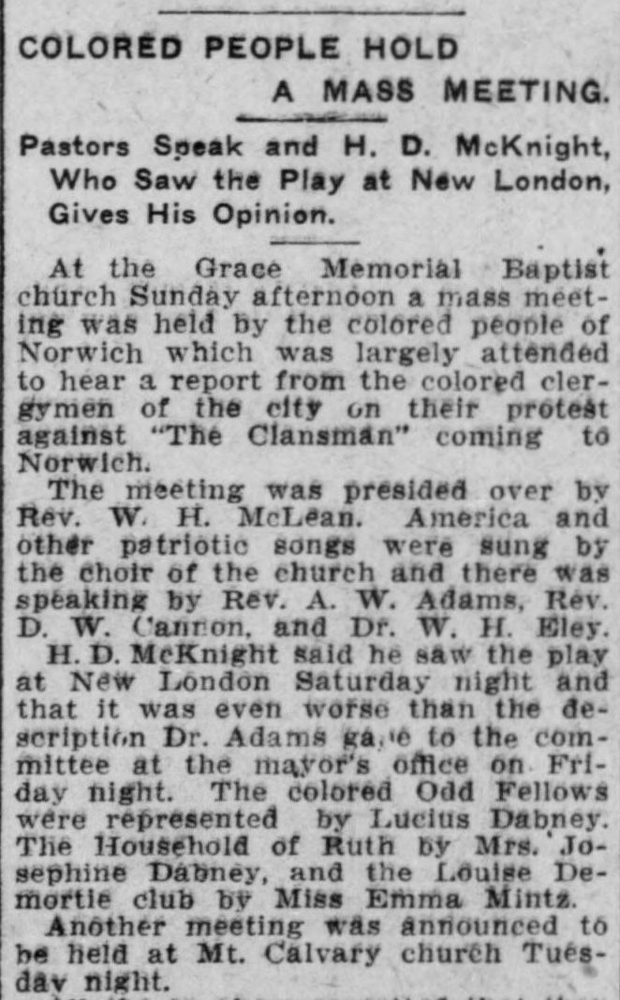 COLORED PEOPLE HOLD
A MASS MEETING.
Pastors Speak and H. D. McKnight,
Who Saw the Play at New London,
Gives His Opinion.
At the Grace Memorial Baptist
church Sunday afternoon a mass meet-
ing was held by the colored people of
Norwich which was largely attended
to hear a report from the colored cler-
gymen of the city on their protest
against "The Clansman" coming to
Norwich.
The meeting was presided over by
Rev. W. H. McLean. America and
other patriotic songs were sung by
the choir of the church and there was
speaking by Rev. A. W. Adams, Rev.
D. W. Cannon, and Dr. W. H. Eley.
H. D. McKnight said he saw the play
at New London Saturday night and
that it was even worse than the de-
scription Dr. Adams gave to the com-
mittee at the mayor's office on Fri-
day night. The colored Odd Fellows
were represented by Lucius Dabney.
The Household of Ruth by Mrs. Jo-
sephine Dabney, and the Louise De-
mortie club by Miss Emma Mintz.
Another meeting was announced to
be held at Mt. Calvary church Tues-
day night.